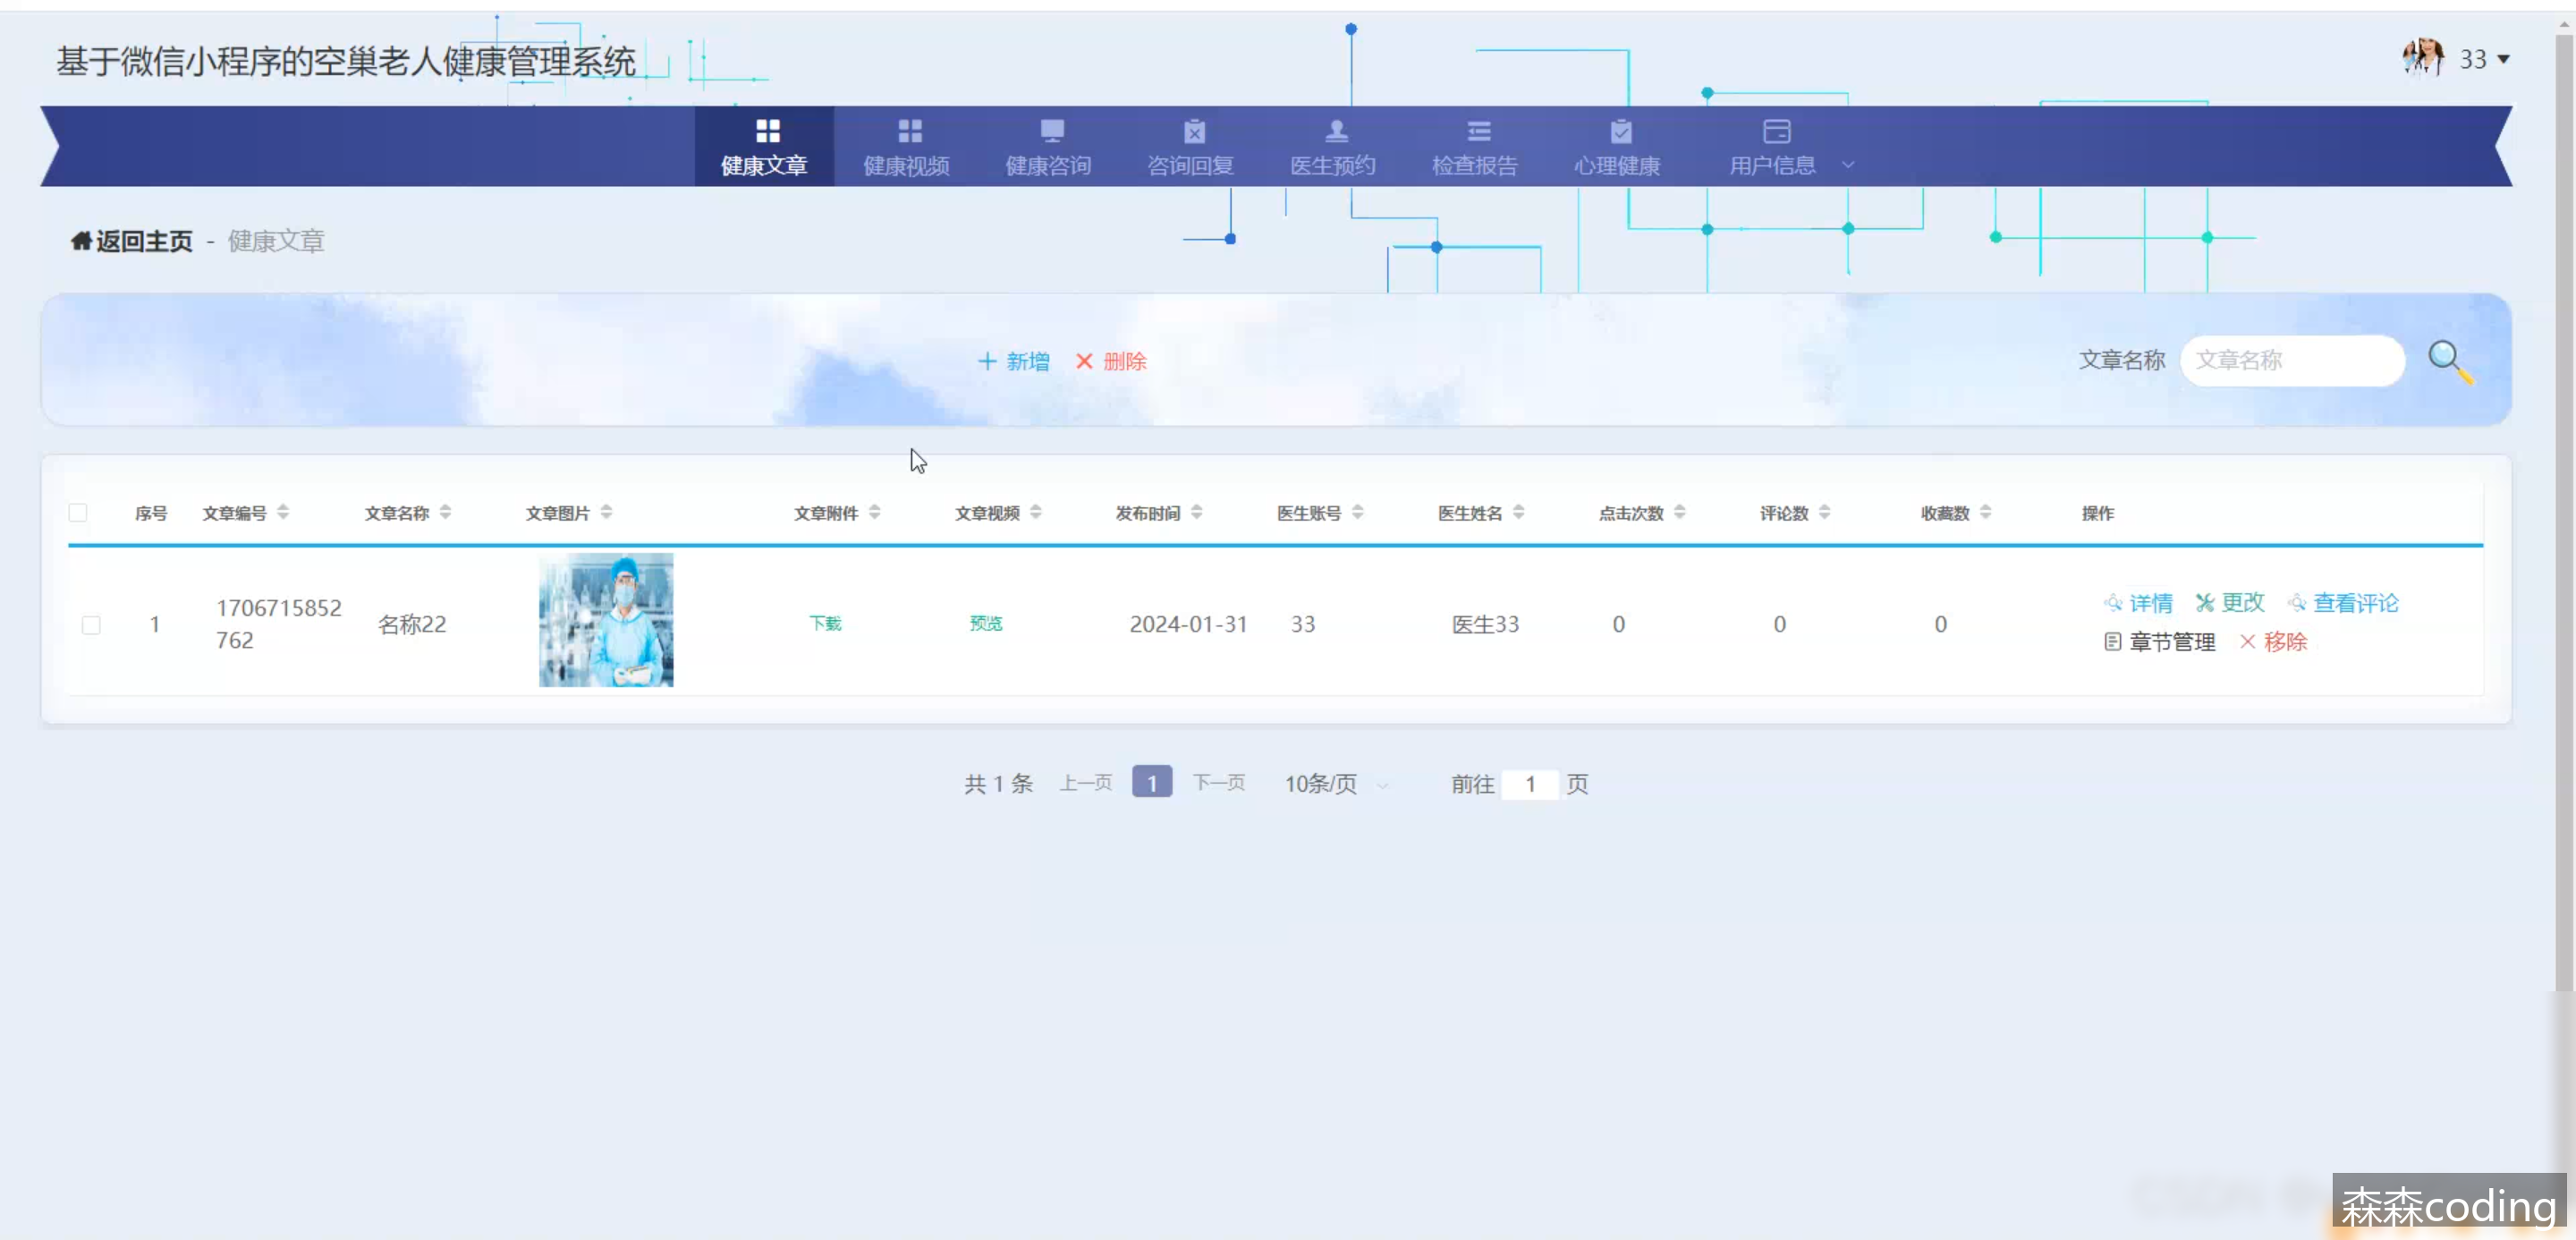 基于微信小程序的空巢老人健康管理系统
33
健康文章 健康视频 健康咨询 咨询回复 医生预约 检查报告 心理健康 用户信息
返回主页 - 健康文章
新增 删除 文章名称 文章名称
序号 文章编号 文章名称 文章图片 文章附件 文章视频 发布时间 医生账号 医生姓名 点击次数 评论数 收藏数 操作
1 1706715852 名称22 下载 预览 2024-01-31 33 医生33 0 0 0 详情 更改 查看评论
762 章节管理 移除
共 1 条 上一页 1 下一页 10条/页 前往 1 页
森森coding